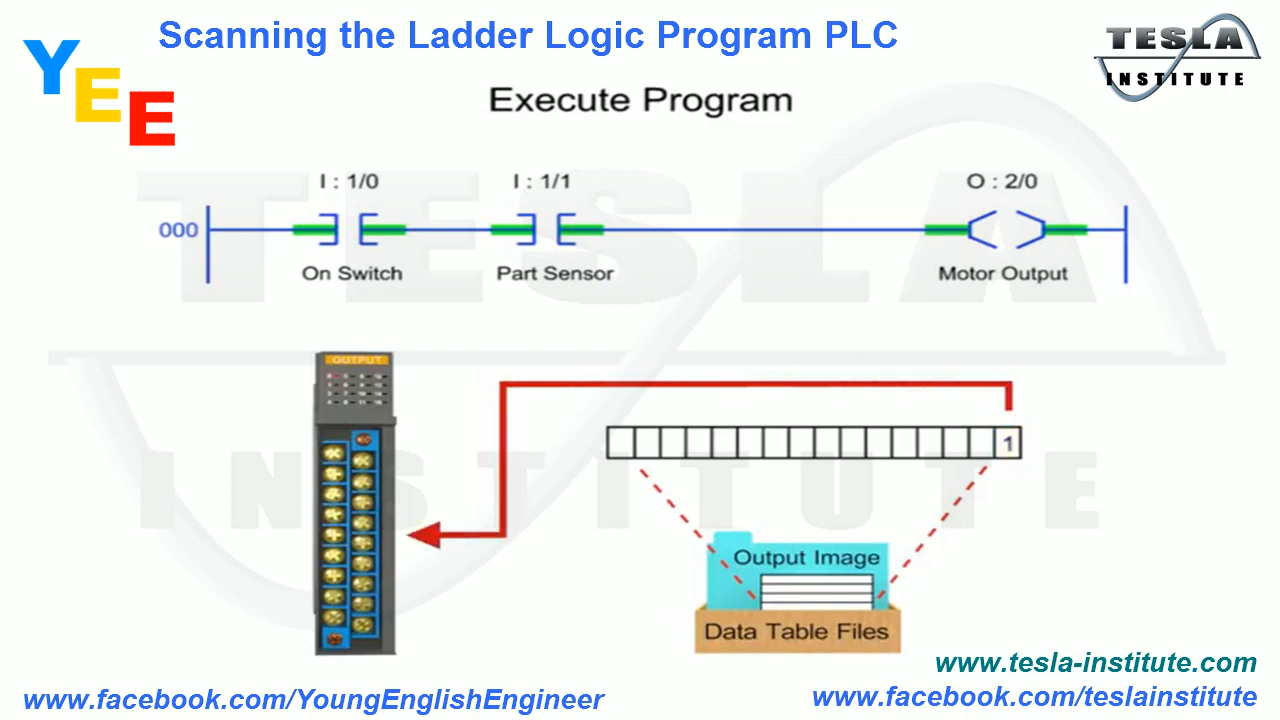 Scanning the Ladder Logic Program PLC
YEE
TESLA
INSTITUTE
Execute Program
I : 1/0
I : 1/1
O : 2/0
000
On Switch
Part Sensor
Motor Output
TESLA
INSTITUTE
OUTPUT
1
Output Image
Data Table Files
www.tesla-institute.com
www.facebook.com/YoungEnglishEngineer
www.facebook.com/teslainstitute